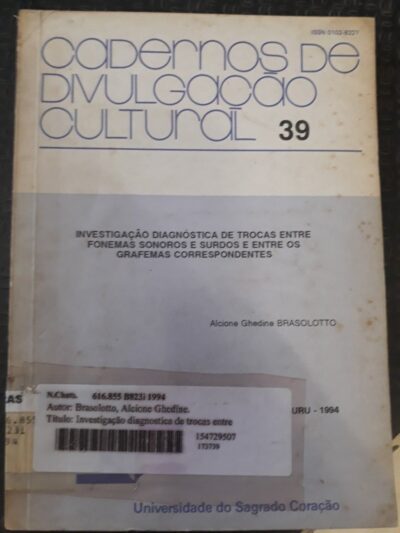 ISSN 0103-8227
CADERNOS DE
DIVULGAÇÃO
CULTURAL 39
INVESTIGAÇÃO DIAGNÓSTICA DE TROCAS ENTRE
FONEMAS SONOROS E SURDOS E ENTRE OS
GRAFEMAS CORRESPONDENTES
Alcione Ghedine BRASOLOTTO
URU - 1994
N.Cham. 616.855 B823i 1994
Autor: Brasolotto, Alcione Ghedine.
Título: Investigação diagnostica de trocas entre
154729507
173739
Universidade do Sagrado Coração